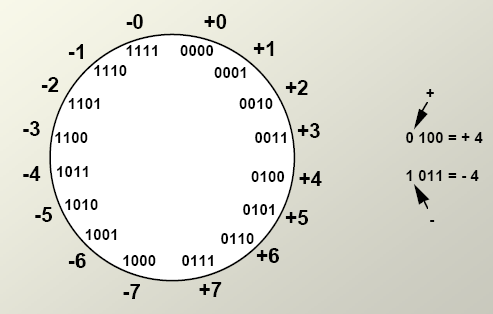 -0 +0
-1 1111 0000 +1
1110 0001
-2 1101 0010 +2
-3 1100 0011 +3
-4 1011 0100 +4
-5 1010 0101 +5
-6 1001 0110 +6
-7 1000 0111 +7
+
0 100 = + 4
1 011 = - 4
-